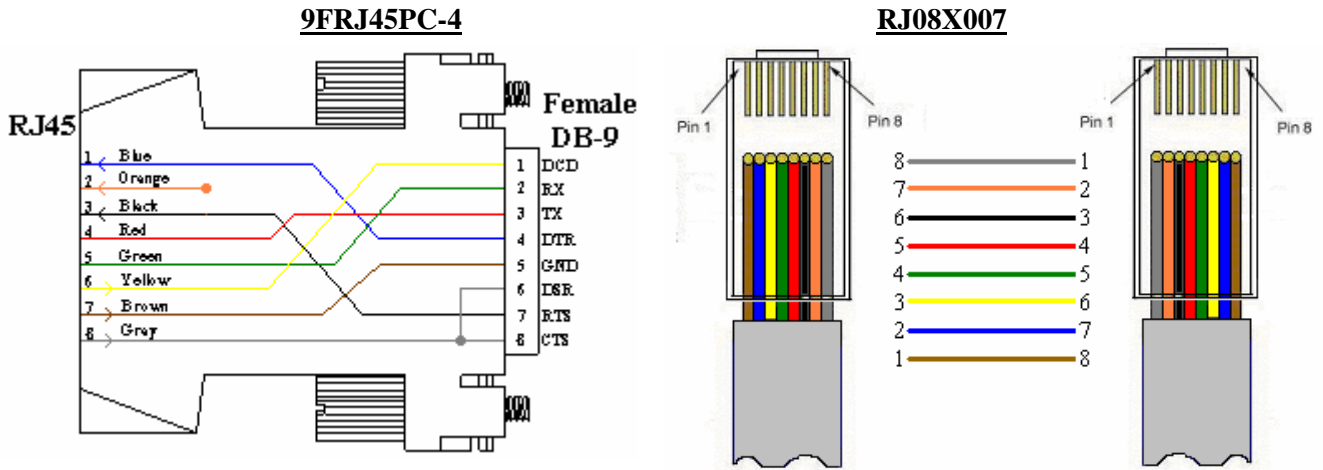 9FRJ45PC-4
RJ08X007
RJ45
Female
DB-9
1 Blue
2 Orange
3 Black
4 Red
5 Green
6 Yellow
7 Brown
8 Gray
1 DCD
2 RX
3 TX
4 DTR
5 GND
6 DSR
7 RTS
8 CTS
Pin 1
Pin 8
8 1
7 2
6 3
5 4
4 5
3 6
2 7
1 8
Pin 1
Pin 8